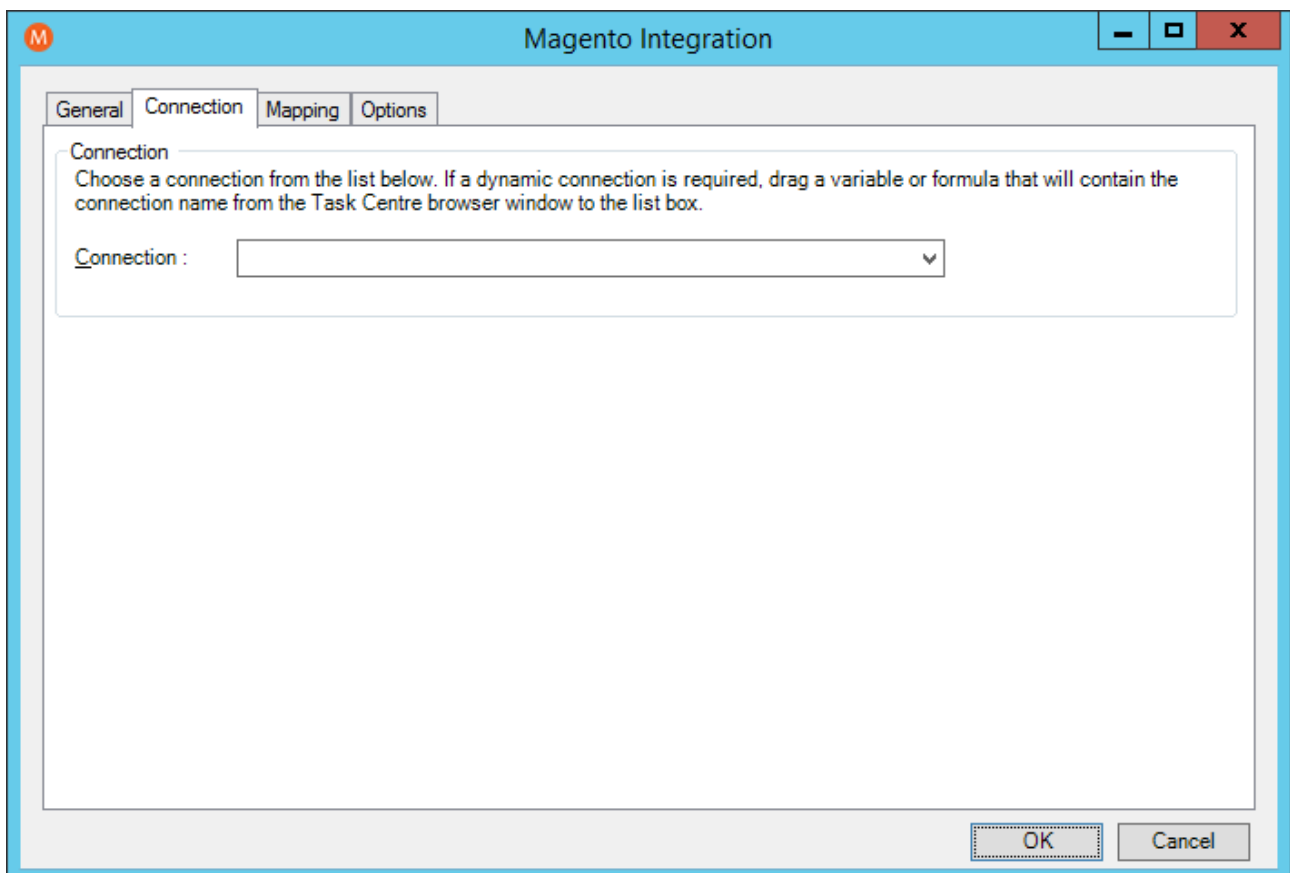 M
Magento Integration
x
General Connection Mapping Options
Connection
Choose a connection from the list below. If a dynamic connection is required, drag a variable or formula that will contain the
connection name from the Task Centre browser window to the list box.
Connection :
OK Cancel